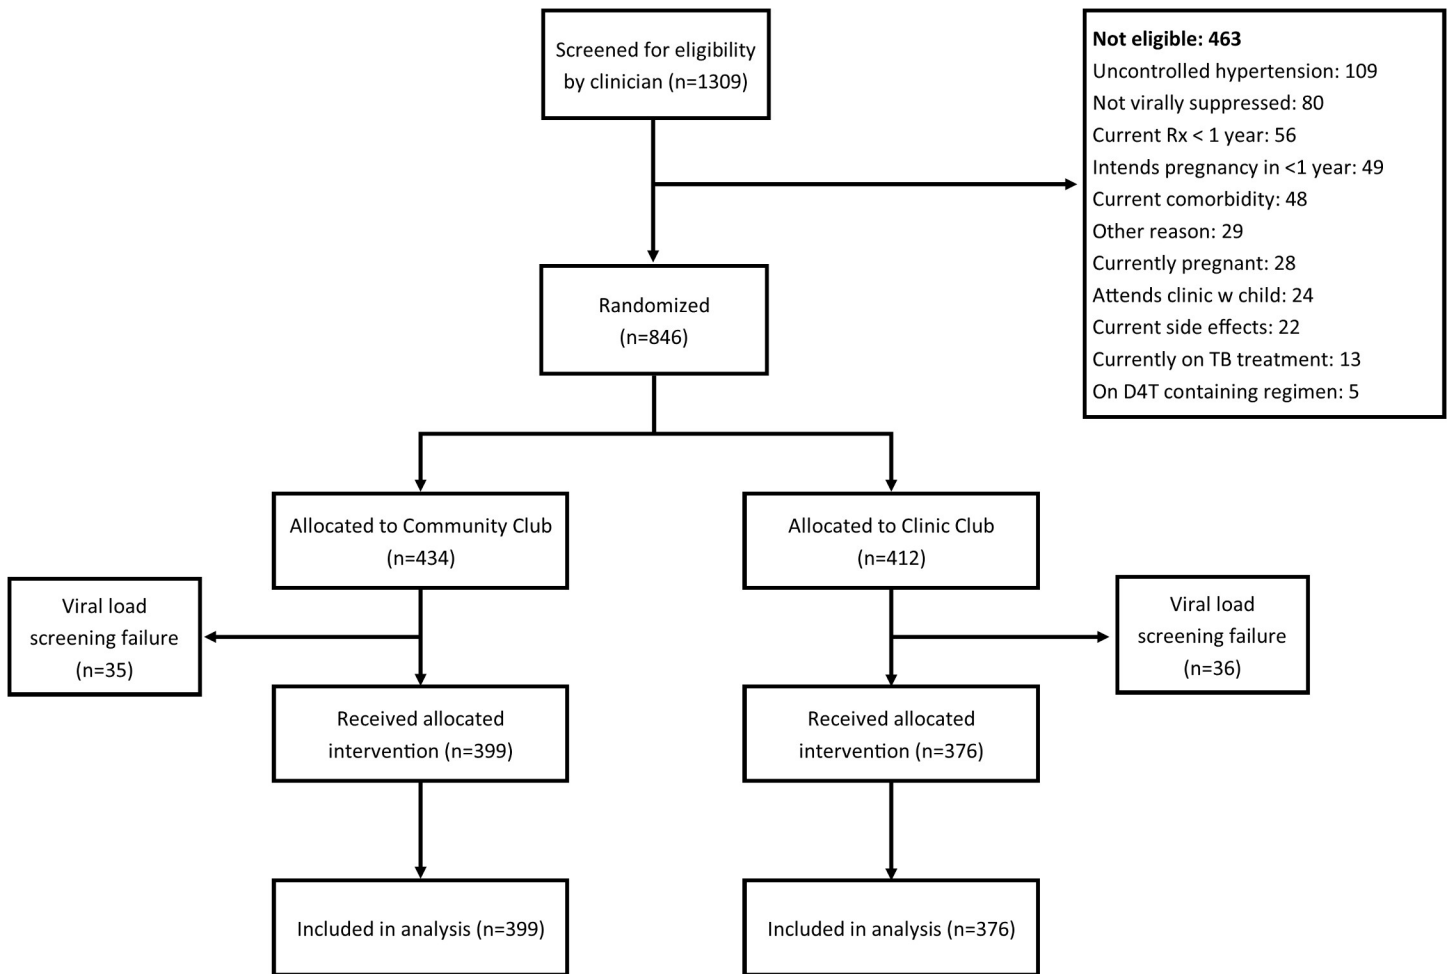 Screened for eligibility
by clinician (n=1309)
Not eligible: 463
Uncontrolled hypertension: 109
Not virally suppressed: 80
Current Rx < 1 year: 56
Intends pregnancy in <1 year: 49
Current comorbidity: 48
Other reason: 29
Currently pregnant: 28
Attends clinic w child: 24
Current side effects: 22
Currently on TB treatment: 13
On D4T containing regimen: 5
Randomized
(n=846)
Allocated to Community Club
(n=434)
Allocated to Clinic Club
(n=412)
Viral load
screening failure
(n=35)
Viral load
screening failure
(n=36)
Received allocated
intervention (n=399)
Received allocated
intervention (n=376)
Included in analysis (n=399)
Included in analysis (n=376)